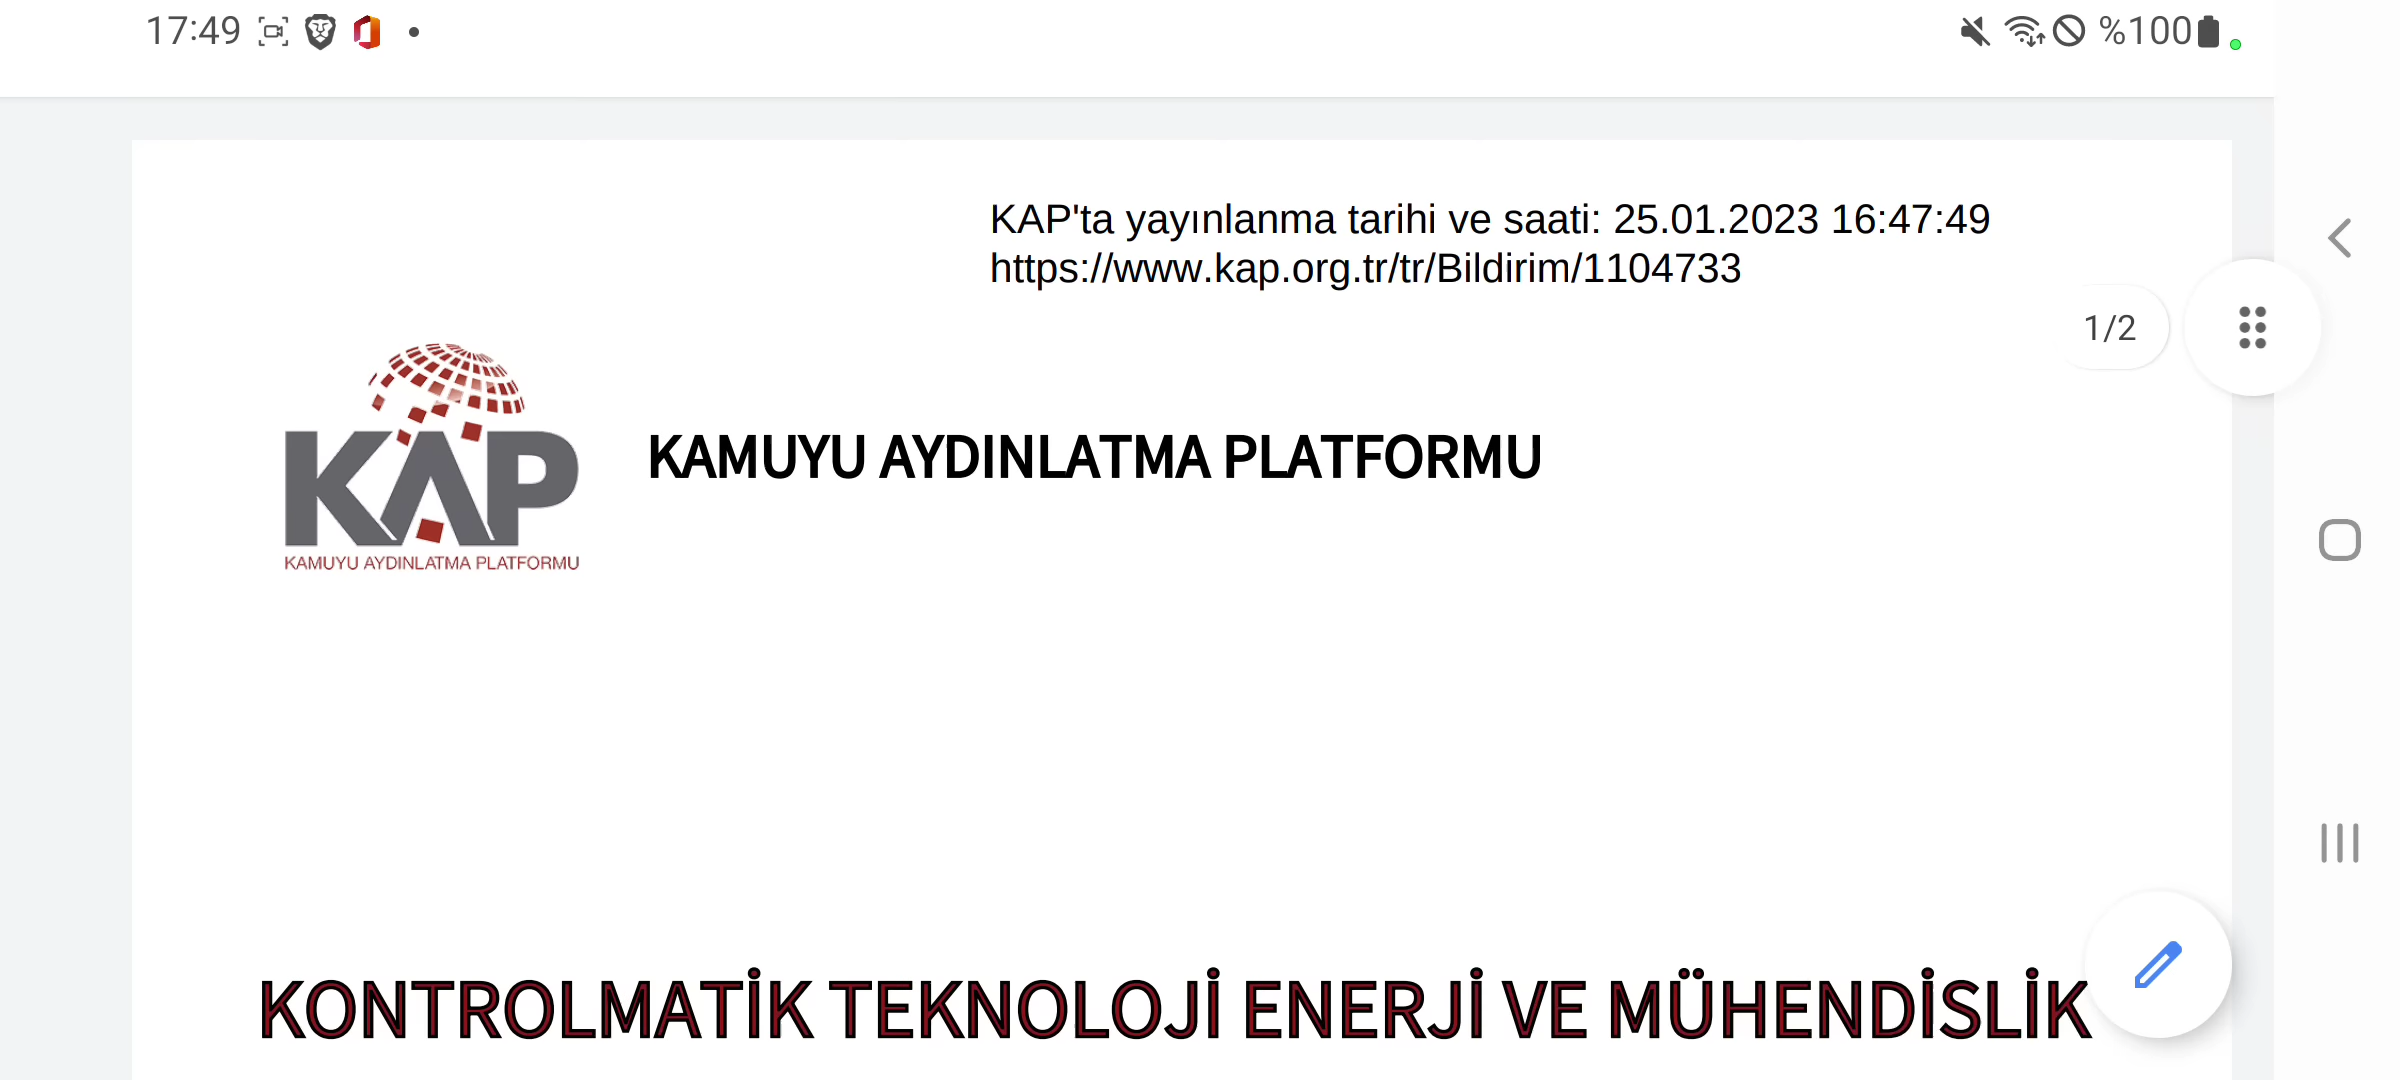 17:49
%100
KAP'ta yayınlanma tarihi ve saati: 25.01.2023 16:47:49
https://www.kap.org.tr/tr/Bildirim/1104733
1/2
KAP
KAMUYU AYDINLATMA PLATFORMU
KAMUYU AYDINLATMA PLATFORMU
KONTROLMATİK TEKNOLOJİ ENERJİ VE MÜHENDİSLİK